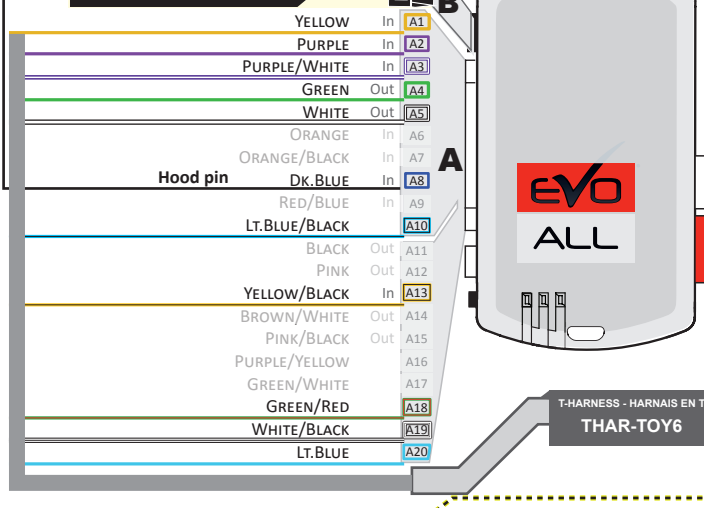 B
YELLOW In A1
PURPLE In A2
PURPLE/WHITE In A3
GREEN Out A4
WHITE Out A5
ORANGE In A6
ORANGE/BLACK In A7
A
Hood pin DK.BLUE In A8
RED/BLUE In A9
LT.BLUE/BLACK A10
BLACK Out A11
PINK Out A12
YELLOW/BLACK In A13
BROWN/WHITE Out A14
PINK/BLACK Out A15
PURPLE/YELLOW A16
GREEN/WHITE A17
GREEN/RED A18
WHITE/BLACK A19
LT.BLUE A20
EVO
ALL
T-HARNESS - HARNAIS EN T
THAR-TOY6